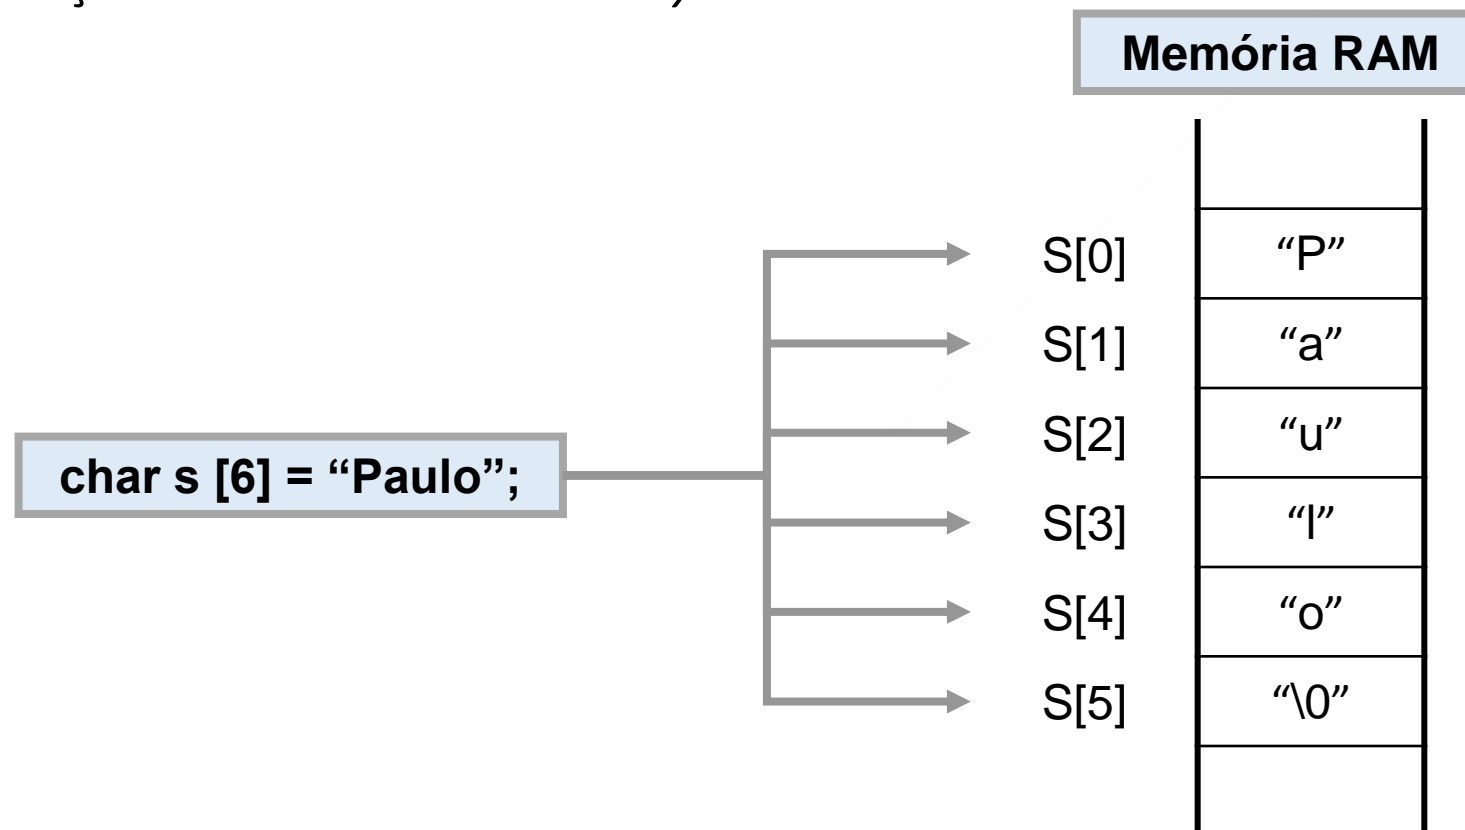 Memória RAM
S[0] “P”
S[1] “a”
S[2] “u”
char s [6] = “Paulo”;
S[3] “l”
S[4] “o”
S[5] “\0”